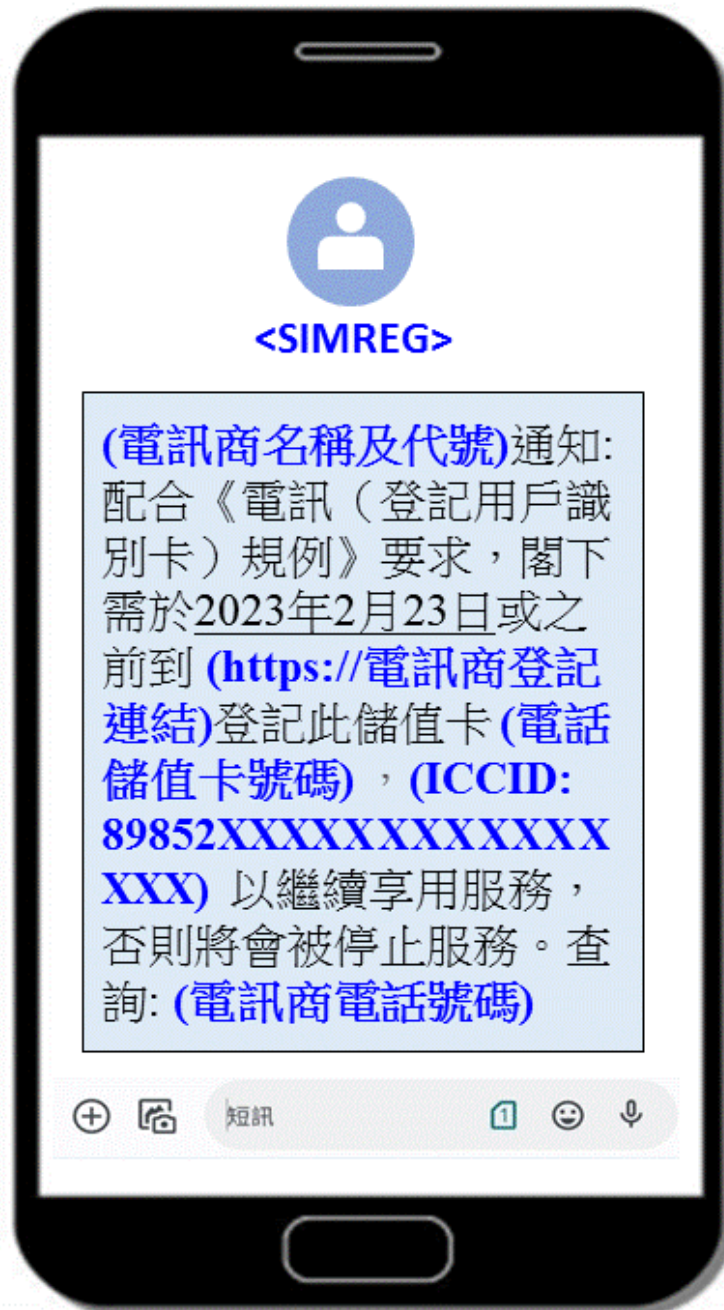 <SIMREG>
(電訊商名稱及代號)通知:
配合《電訊（登記用戶識
別卡）規例》要求，閣下
需於2023年2月23日或之
前到 (https://電訊商登記
連結)登記此儲值卡 (電話
儲值卡號碼) ，(ICCID:
89852XXXXXXXXXXXXX
XXX) 以繼續享用服務，
否則將會被停止服務。查
詢: (電訊商電話號碼)
短訊
1